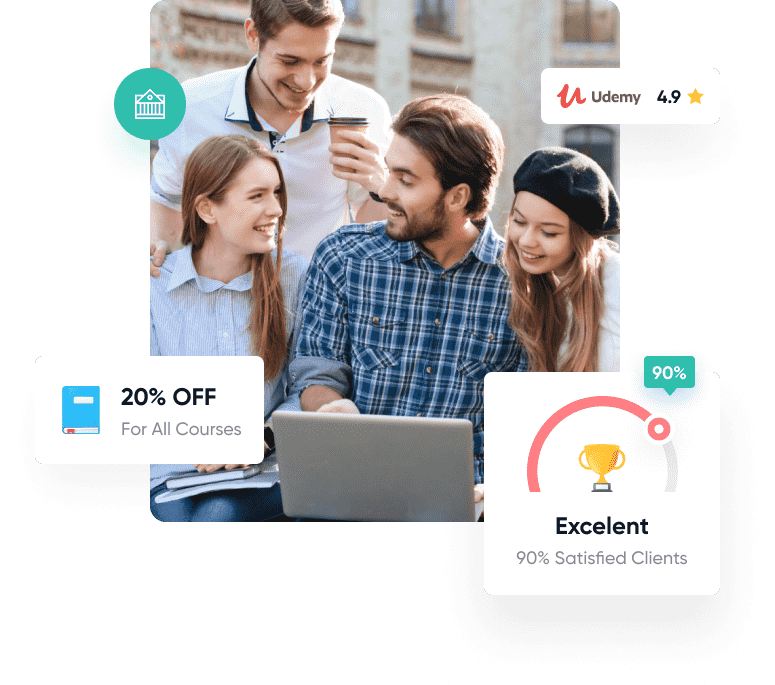 Udemy 4.9
20% OFF
For All Courses
90%
Excelent
90% Satisfied Clients